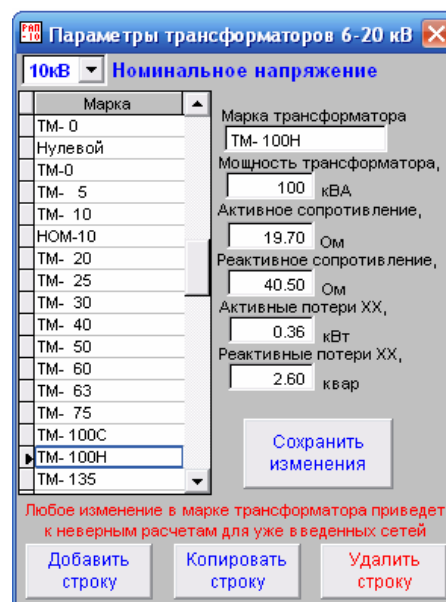 РАП
-10
Параметры трансформаторов 6-20 кВ
10кВ Номинальное напряжение
Марка
ТМ- 0
Нулевой
ТМ-0
ТМ- 5
ТМ- 10
НОМ-10
ТМ- 20
ТМ- 25
ТМ- 30
ТМ- 40
ТМ- 50
ТМ- 60
ТМ- 63
ТМ- 75
ТМ- 100С
ТМ- 100Н
ТМ- 135
Марка трансформатора
ТМ- 100Н
Мощность трансформатора,
100 кВА
Активное сопротивление,
19.70 Ом
Реактивное сопротивление,
40.50 Ом
Активные потери ХХ,
0.36 кВт
Реактивные потери ХХ,
2.60 квар
Сохранить
изменения
Любое изменение в марке трансформатора приведет
к неверным расчетам для уже введенных сетей
Добавить
строку
Копировать
строку
Удалить
строку